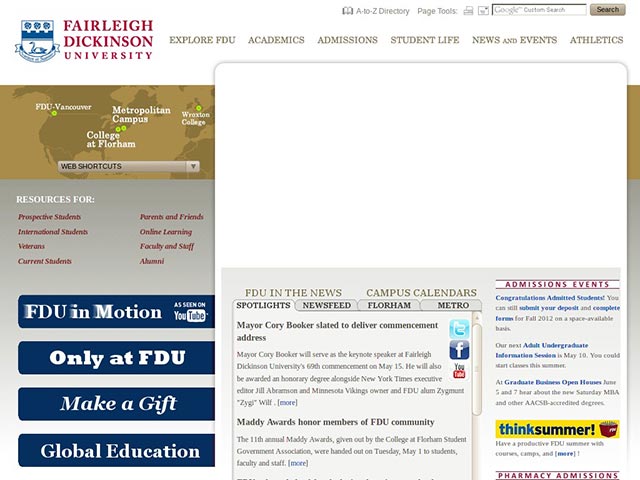 A-to-Z Directory Page Tools: Google™ Custom Search Search
FAIRLEIGH
DICKINSON
UNIVERSITY
EXPLORE FDU ACADEMICS ADMISSIONS STUDENT LIFE NEWS AND EVENTS ATHLETICS
FDU-Vancouver
Metropolitan
Campus
Wroxton
College
College
at Florham
WEB SHORTCUTS
RESOURCES FOR:
Prospective Students Parents and Friends
International Students Online Learning
Veterans Faculty and Staff
Current Students Alumni
FDU in Motion AS SEEN ON YouTube
Only at FDU
Make a Gift
Global Education
FDU IN THE NEWS CAMPUS CALENDARS
SPOTLIGHTS NEWSFEED FLORHAM METRO
Mayor Cory Booker slated to deliver commencement
address
Mayor Cory Booker will serve as the keynote speaker at Fairleigh
Dickinson University's 69th commencement on May 15. He will also
be awarded an honorary degree alongside New York Times executive
editor Jill Abramson and Minnesota Vikings owner and FDU alum Zygmunt
"Zygi" Wilf . [more]
Maddy Awards honor members of FDU community
The 11th annual Maddy Awards, given out by the College at Florham Student
Government Association, were handed out on Tuesday, May 1 to students,
faculty and staff. [more]
You
Tube
ADMISSIONS EVENTS
Congratulations Admitted Students! You
can still submit your deposit and complete
forms for Fall 2012 on a space-available
basis.
Our next Adult Undergraduate
Information Session is May 10. You could
start classes this summer.
At Graduate Business Open Houses June
5 and 7 hear about the new Saturday MBA
and other AACSB-accredited degrees.
thinksummer! FDU
Have a productive FDU summer with
courses, camps, and [more] !
PHARMACY ADMISSIONS